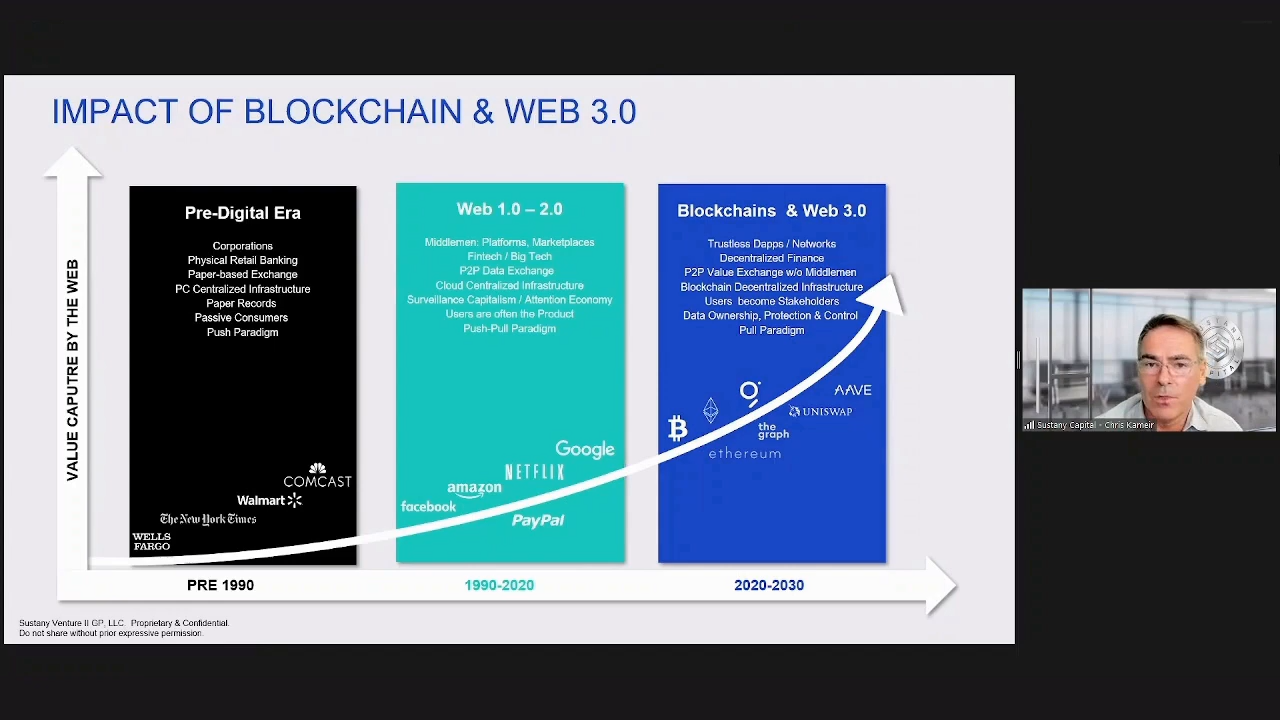 IMPACT OF BLOCKCHAIN & WEB 3.0
VALUE CAPUTRE BY THE WEB
Pre-Digital Era
Corporations
Physical Retail Banking
Paper-based Exchange
PC Centralized Infrastructure
Paper Records
Passive Consumers
Push Paradigm
COMCAST
Walmart
The New York Times
WELLS
FARGO
PRE 1990
Web 1.0 – 2.0
Middlemen: Platforms, Marketplaces
Fintech / Big Tech
P2P Data Exchange
Cloud Centralized Infrastructure
Surveillance Capitalism / Attention Economy
Users are often the Product
Push-Pull Paradigm
Google
NETFLIX
amazon
facebook
PayPal
1990-2020
Blockchains & Web 3.0
Trustless Dapps / Networks
Decentralized Finance
P2P Value Exchange w/o Middlemen
Blockchain Decentralized Infrastructure
Users become Stakeholders
Data Ownership, Protection & Control
Pull Paradigm
AAVE
UNISWAP
the
graph
ethereum
2020-2030
Sustany Venture II GP, LLC. Proprietary & Confidential.
Do not share without prior expressive permission.
Sustany Capital - Chris Kameir